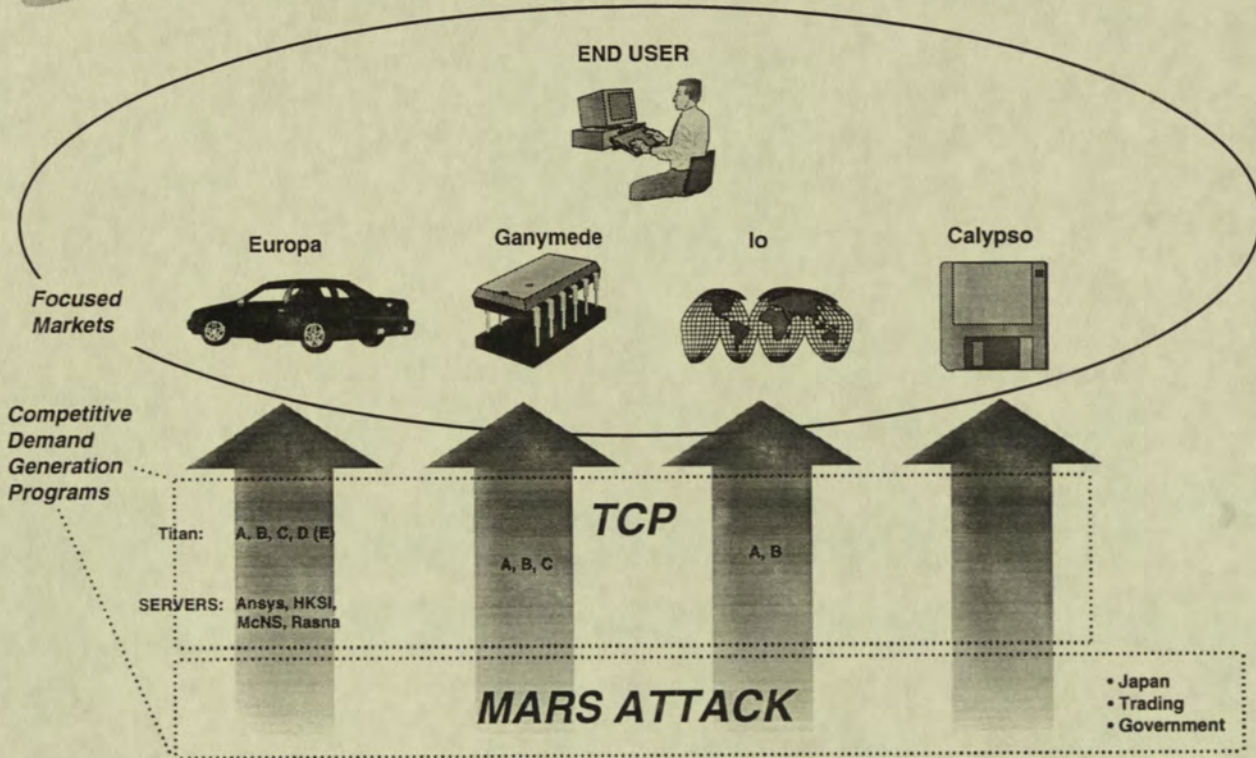 END USER
Europa
Ganymede
Io
Calypso
Focused
Markets
Competitive
Demand
Generation
Programs
TCP
Titan: A, B, C, D (E)
A, B, C
A, B
SERVERS: Ansys, HKSI,
McNS, Rasna
MARS ATTACK
• Japan
• Trading
• Government